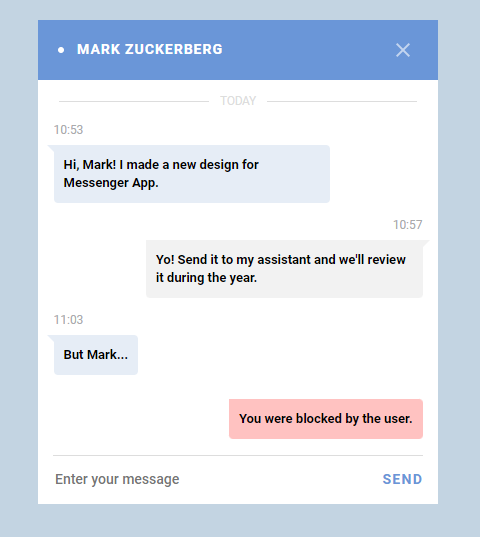 MARK ZUCKERBERG
TODAY
10:53
Hi, Mark! I made a new design for
Messenger App.
10:57
Yo! Send it to my assistant and we'll review
it during the year.
11:03
But Mark...
You were blocked by the user.
Enter your message
SEND